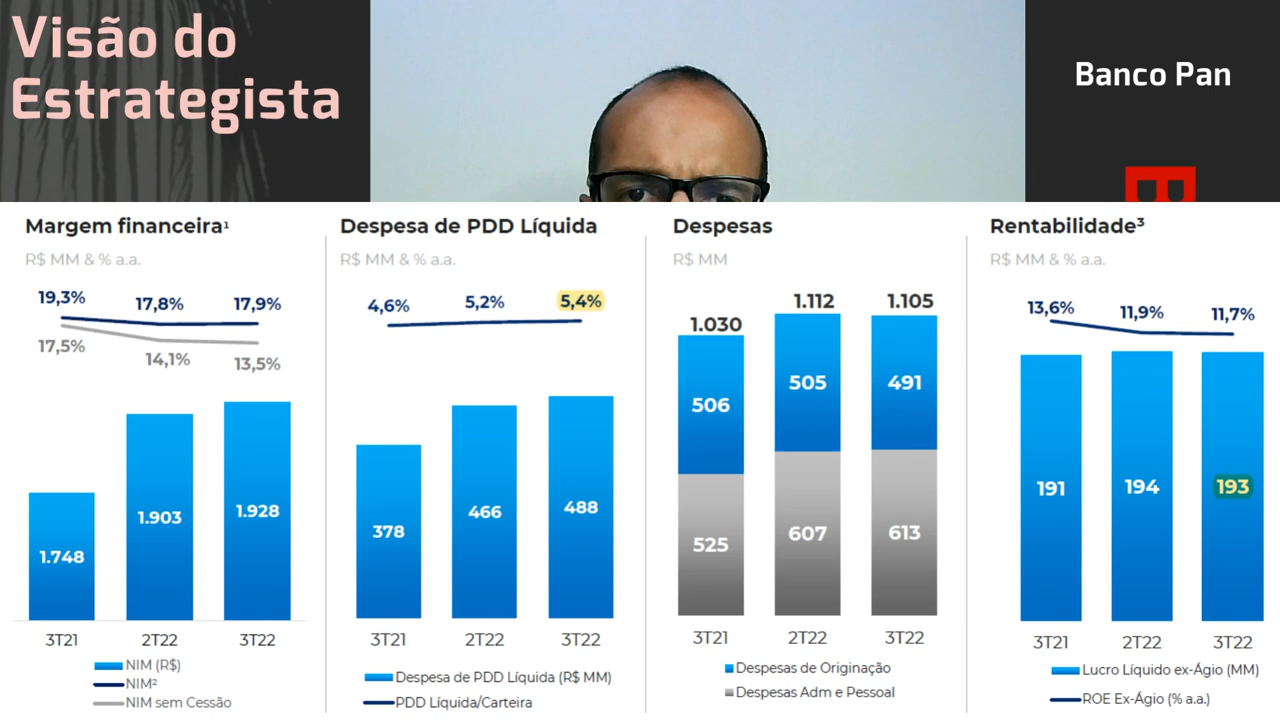 Visão do
Estrategista
Banco Pan
B
Margem financeira¹
R$ MM & % a.a.
19,3% 17,8% 17,9%
17,5% 14,1% 13,5%
1.748 1.903 1.928
3T21 2T22 3T22
NIM (R$)
NIM²
NIM sem Cessão
Despesa de PDD Líquida
R$ MM & % a.a.
4,6% 5,2% 5,4%
378 466 488
3T21 2T22 3T22
Despesa de PDD Líquida (R$ MM)
PDD Líquida/Carteira
Despesas
R$ MM
1.030 1.112 1.105
506 505 491
525 607 613
3T21 2T22 3T22
Despesas de Originação
Despesas Adm e Pessoal
Rentabilidade³
R$ MM & % a.a.
13,6% 11,9% 11,7%
191 194 193
3T21 2T22 3T22
Lucro Líquido ex-Ágio (MM)
ROE Ex-Ágio (% a.a.)